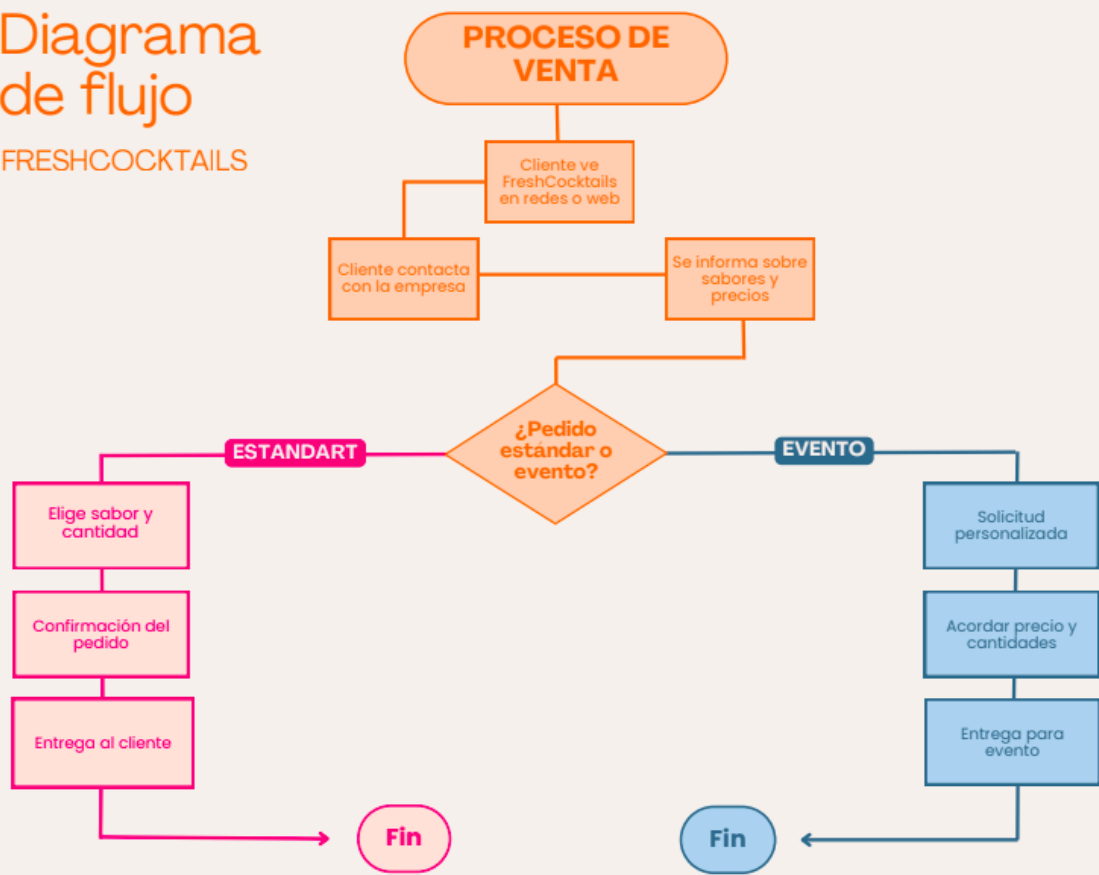 Diagrama
de flujo
FRESHCOCKTAILS
PROCESO DE
VENTA
Cliente ve
FreshCocktails
en redes o web
Cliente contacta
con la empresa
Se informa sobre
sabores y
precios
¿Pedido
estándar o
evento?
ESTANDART
Elige sabor y
cantidad
Confirmación del
pedido
Entrega al cliente
Fin
EVENTO
Solicitud
personalizada
Acordar precio y
cantidades
Entrega para
evento
Fin